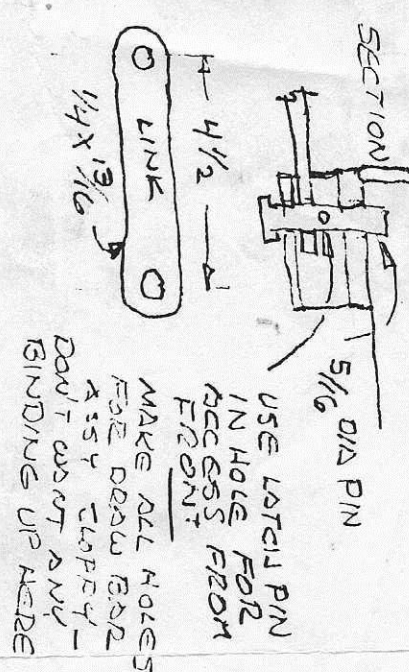 SECTION
5/16 DIA PIN
4 1/2
LINK
1/4 X 13/16
USE LATCH PIN
IN HOLE FOR
ACCESS FROM
FRONT
MAKE ALL HOLES
FOR DRAW BAR
ASSY SLOPPY -
DON'T WANT ANY
BINDING UP HERE